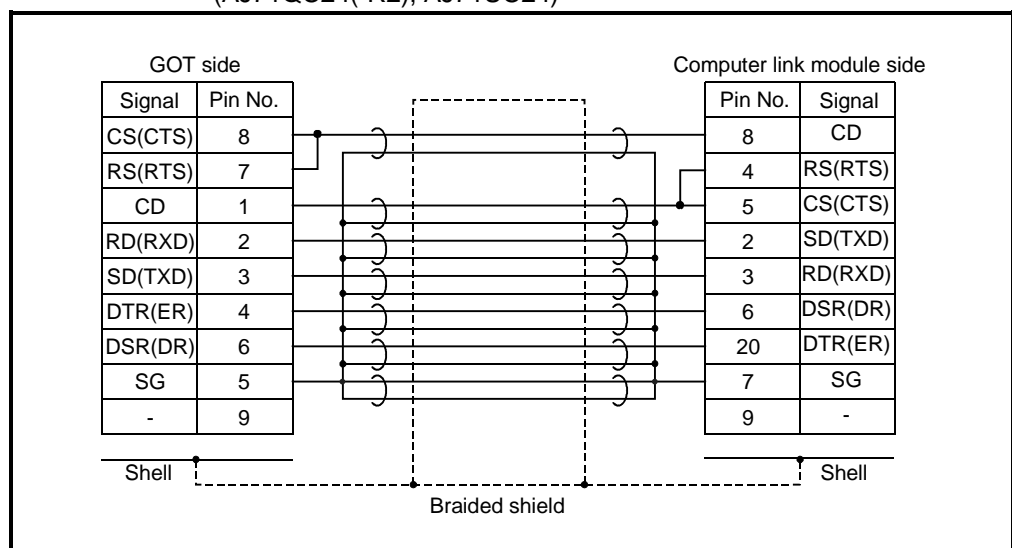 GOT side Computer link module side
Signal Pin No. Pin No. Signal
CS(CTS) 8 8 CD
RS(RTS) 7 4 RS(RTS)
CD 1 5 CS(CTS)
RD(RXD) 2 2 SD(TXD)
SD(TXD) 3 3 RD(RXD)
DTR(ER) 4 6 DSR(DR)
DSR(DR) 6 20 DTR(ER)
SG 5 7 SG
- 9 9 -
Shell Shell
Braided shield